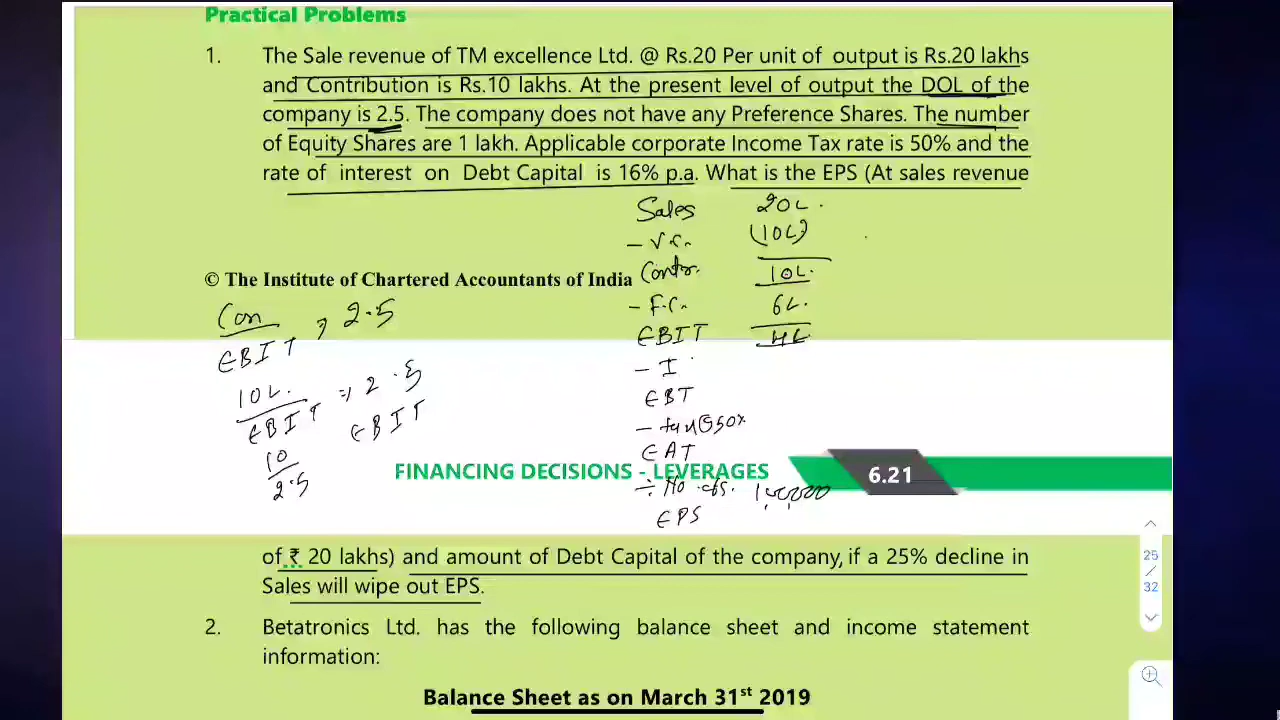 Practical Problems
1. The Sale revenue of TM excellence Ltd. @ Rs.20 Per unit of output is Rs.20 lakhs
and Contribution is Rs.10 lakhs. At the present level of output the DOL of the
company is 2.5. The company does not have any Preference Shares. The number
of Equity Shares are 1 lakh. Applicable corporate Income Tax rate is 50% and the
rate of interest on Debt Capital is 16% p.a. What is the EPS (At sales revenue
Sales 20L.
- V.C. (10L)
© The Institute of Chartered Accountants of India
Contr. 10L.
- F.C. 6L.
EBIT 4L
- I
EBT
- tax@50%
EAT
÷ No. of s. 1,00,000
EPS
Con
EBIT , 2.5
10L.
EBIT = 2.5
EBIT
10
2.5
FINANCING DECISIONS - LEVERAGES 6.21
of ₹ 20 lakhs) and amount of Debt Capital of the company, if a 25% decline in
Sales will wipe out EPS.
2. Betatronics Ltd. has the following balance sheet and income statement
information:
Balance Sheet as on March 31st 2019
25
/
32